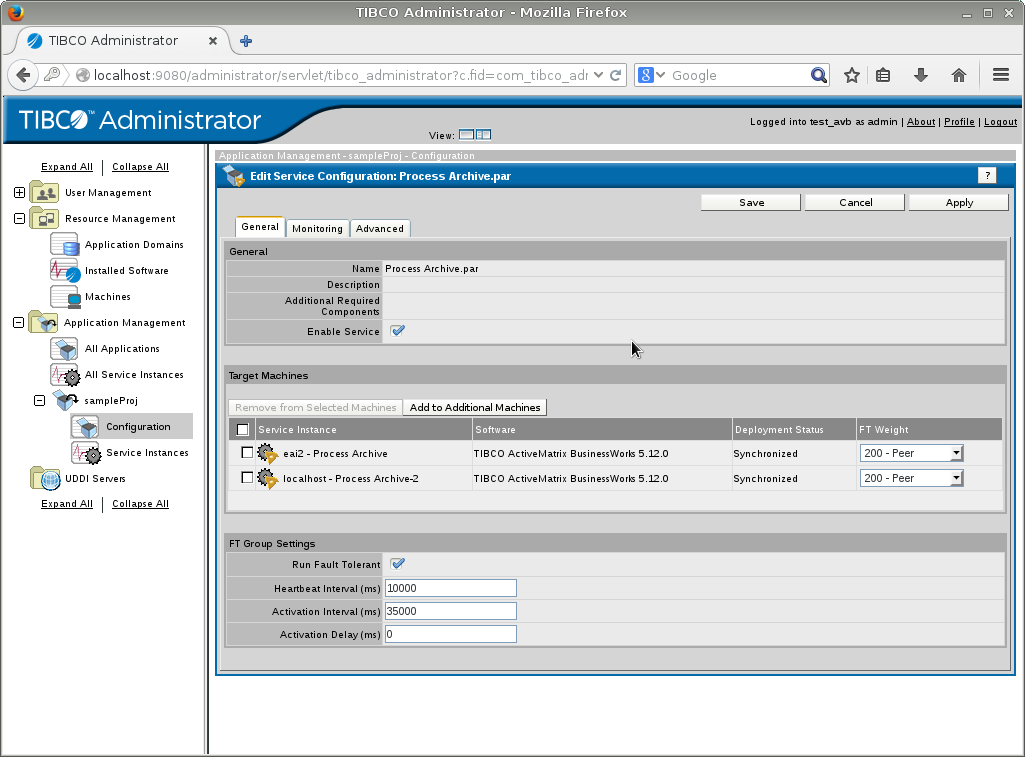 TIBCO Administrator - Mozilla Firefox
TIBCO Administrator
localhost:9080/administrator/servlet/tibco_administrator?c.fid=com_tibco_adr
8 Google
TIBCO™ Administrator
View:
Logged into test_avb as admin | About | Profile | Logout
Expand All | Collapse All
User Management
Resource Management
Application Domains
Installed Software
Machines
Application Management
All Applications
All Service Instances
sampleProj
Configuration
Service Instances
UDDI Servers
Expand All | Collapse All
Application Management - sampleProj - Configuration
Edit Service Configuration: Process Archive.par ?
Save Cancel Apply
General Monitoring Advanced
General
Name Process Archive.par
Description
Additional Required
Components
Enable Service
Target Machines
Remove from Selected Machines Add to Additional Machines
Service Instance Software Deployment Status FT Weight
eai2 - Process Archive TIBCO ActiveMatrix BusinessWorks 5.12.0 Synchronized 200 - Peer
localhost - Process Archive-2 TIBCO ActiveMatrix BusinessWorks 5.12.0 Synchronized 200 - Peer
FT Group Settings
Run Fault Tolerant
Heartbeat Interval (ms) 10000
Activation Interval (ms) 35000
Activation Delay (ms) 0